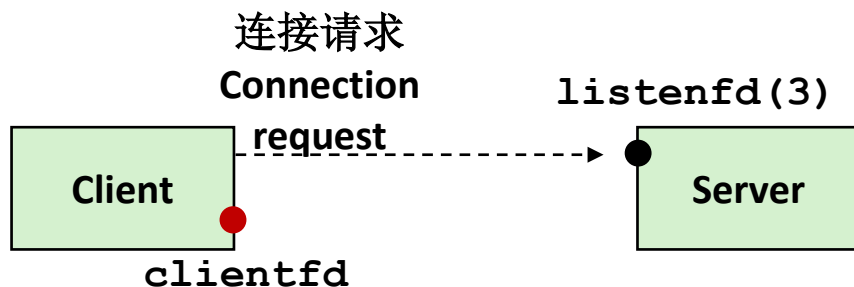 连接请求
Connection
request
listenfd(3)
Client
Server
clientfd